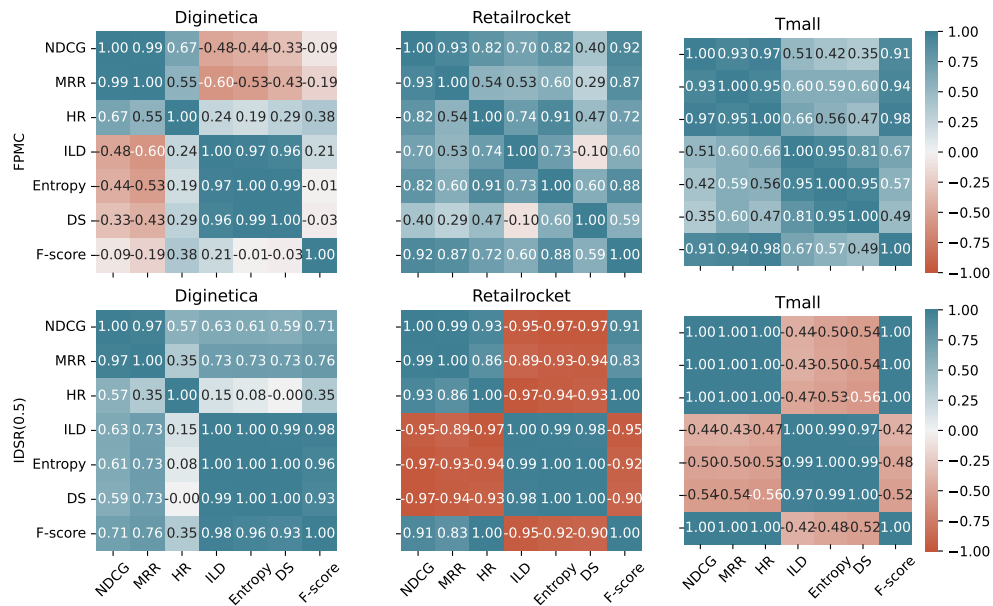 Diginetica
NDCG 1.00 0.99 0.67 -0.48 -0.44 -0.33 -0.09
MRR 0.99 1.00 0.55 -0.60 -0.53 -0.43 -0.19
HR 0.67 0.55 1.00 0.24 0.19 0.29 0.38
ILD -0.48 -0.60 0.24 1.00 0.97 0.96 0.21
Entropy -0.44 -0.53 0.19 0.97 1.00 0.99 -0.01
DS -0.33 -0.43 0.29 0.96 0.99 1.00 -0.03
F-score -0.09 -0.19 0.38 0.21 -0.01 -0.03 1.00
FPMC
Retailrocket
1.00 0.93 0.82 0.70 0.82 0.40 0.92
0.93 1.00 0.54 0.53 0.60 0.29 0.87
0.82 0.54 1.00 0.74 0.91 0.47 0.72
0.70 0.53 0.74 1.00 0.73 -0.10 0.60
0.82 0.60 0.91 0.73 1.00 0.60 0.88
0.40 0.29 0.47 -0.10 0.60 1.00 0.59
0.92 0.87 0.72 0.60 0.88 0.59 1.00
Tmall
1.00 0.93 0.97 0.51 0.42 0.35 0.91
0.93 1.00 0.95 0.60 0.59 0.60 0.94
0.97 0.95 1.00 0.66 0.56 0.47 0.98
0.51 0.60 0.66 1.00 0.95 0.81 0.67
0.42 0.59 0.56 0.95 1.00 0.95 0.57
0.35 0.60 0.47 0.81 0.95 1.00 0.49
0.91 0.94 0.98 0.67 0.57 0.49 1.00
1.00
0.75
0.50
0.25
0.00
−0.25
−0.50
−0.75
−1.00
Diginetica
NDCG 1.00 0.97 0.57 0.63 0.61 0.59 0.71
MRR 0.97 1.00 0.35 0.73 0.73 0.73 0.76
HR 0.57 0.35 1.00 0.15 0.08 -0.00 0.35
ILD 0.63 0.73 0.15 1.00 1.00 0.99 0.98
Entropy 0.61 0.73 0.08 1.00 1.00 1.00 0.96
DS 0.59 0.73 -0.00 0.99 1.00 1.00 0.93
F-score 0.71 0.76 0.35 0.98 0.96 0.93 1.00
IDSR(0.5)
NDCG MRR HR ILD Entropy DS F-score
Retailrocket
1.00 0.99 0.93 -0.95 -0.97 -0.97 0.91
0.99 1.00 0.86 -0.89 -0.93 -0.94 0.83
0.93 0.86 1.00 -0.97 -0.94 -0.93 1.00
-0.95 -0.89 -0.97 1.00 0.99 0.98 -0.95
-0.97 -0.93 -0.94 0.99 1.00 1.00 -0.92
-0.97 -0.94 -0.93 0.98 1.00 1.00 -0.90
0.91 0.83 1.00 -0.95 -0.92 -0.90 1.00
NDCG MRR HR ILD Entropy DS F-score
Tmall
1.00 1.00 1.00 -0.44 -0.50 -0.54 1.00
1.00 1.00 1.00 -0.43 -0.50 -0.54 1.00
1.00 1.00 1.00 -0.47 -0.53 -0.56 1.00
-0.44 -0.43 -0.47 1.00 0.99 0.97 -0.42
-0.50 -0.50 -0.53 0.99 1.00 0.99 -0.48
-0.54 -0.54 -0.56 0.97 0.99 1.00 -0.52
1.00 1.00 1.00 -0.42 -0.48 -0.52 1.00
NDCG MRR HR ILD Entropy DS F-score
1.00
0.75
0.50
0.25
0.00
−0.25
−0.50
−0.75
−1.00